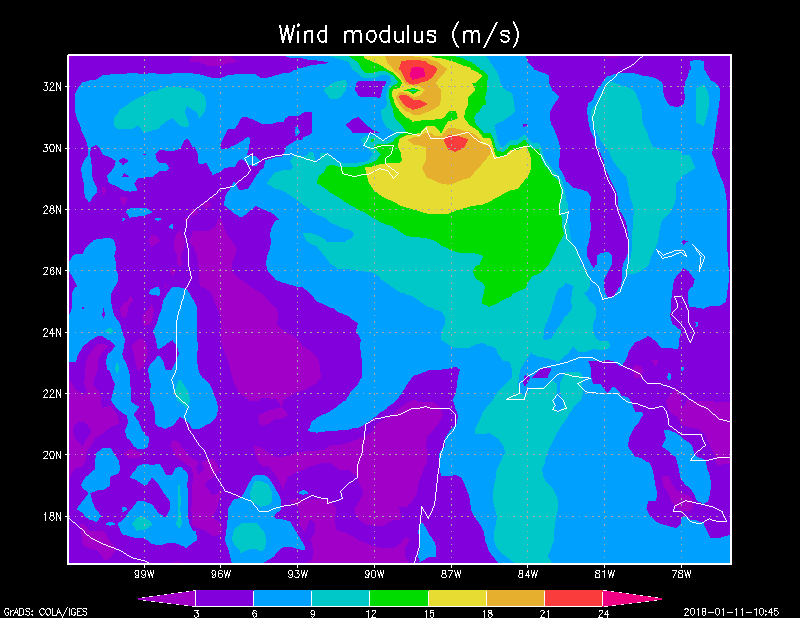 Wind modulus (m/s)
32N
30N
28N
26N
24N
22N
20N
18N
99W 96W 93W 90W 87W 84W 81W 78W
3 6 9 12 15 18 21 24
GrADS: COLA/IGES 2018-01-11-10:45